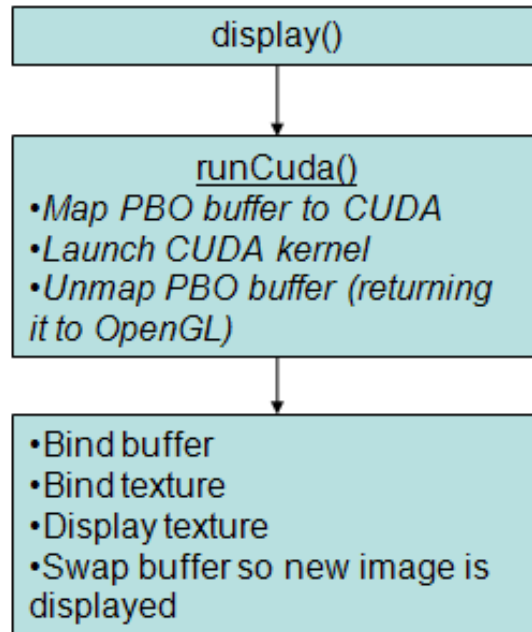 display()
runCuda()
•Map PBO buffer to CUDA
•Launch CUDA kernel
•Unmap PBO buffer (returning
it to OpenGL)
•Bind buffer
•Bind texture
•Display texture
•Swap buffer so new image is
displayed